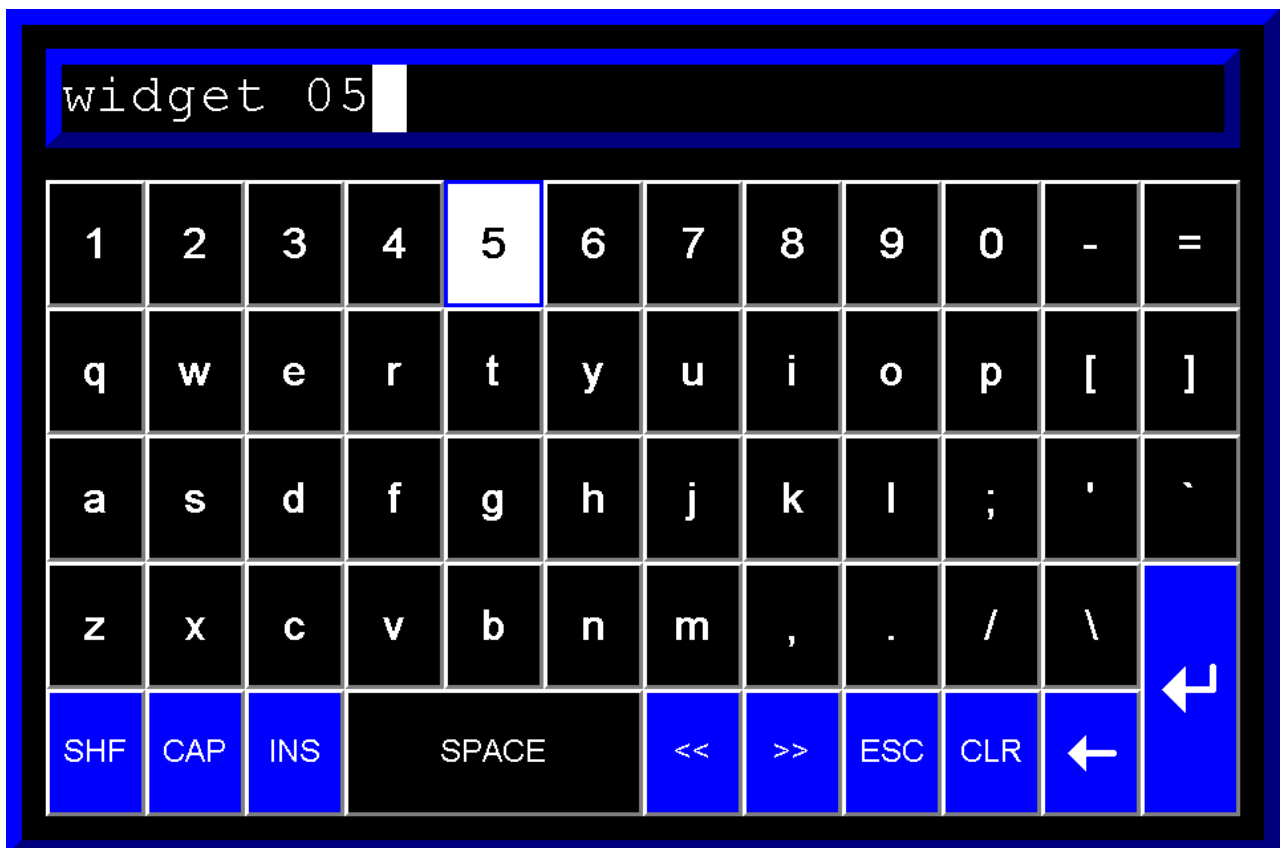 widget 05
1 2 3 4 5 6 7 8 9 0 - =
q w e r t y u i o p [ ]
a s d f g h j k l ; ' `
z x c v b n m , . / \
SHF CAP INS SPACE << >> ESC CLR